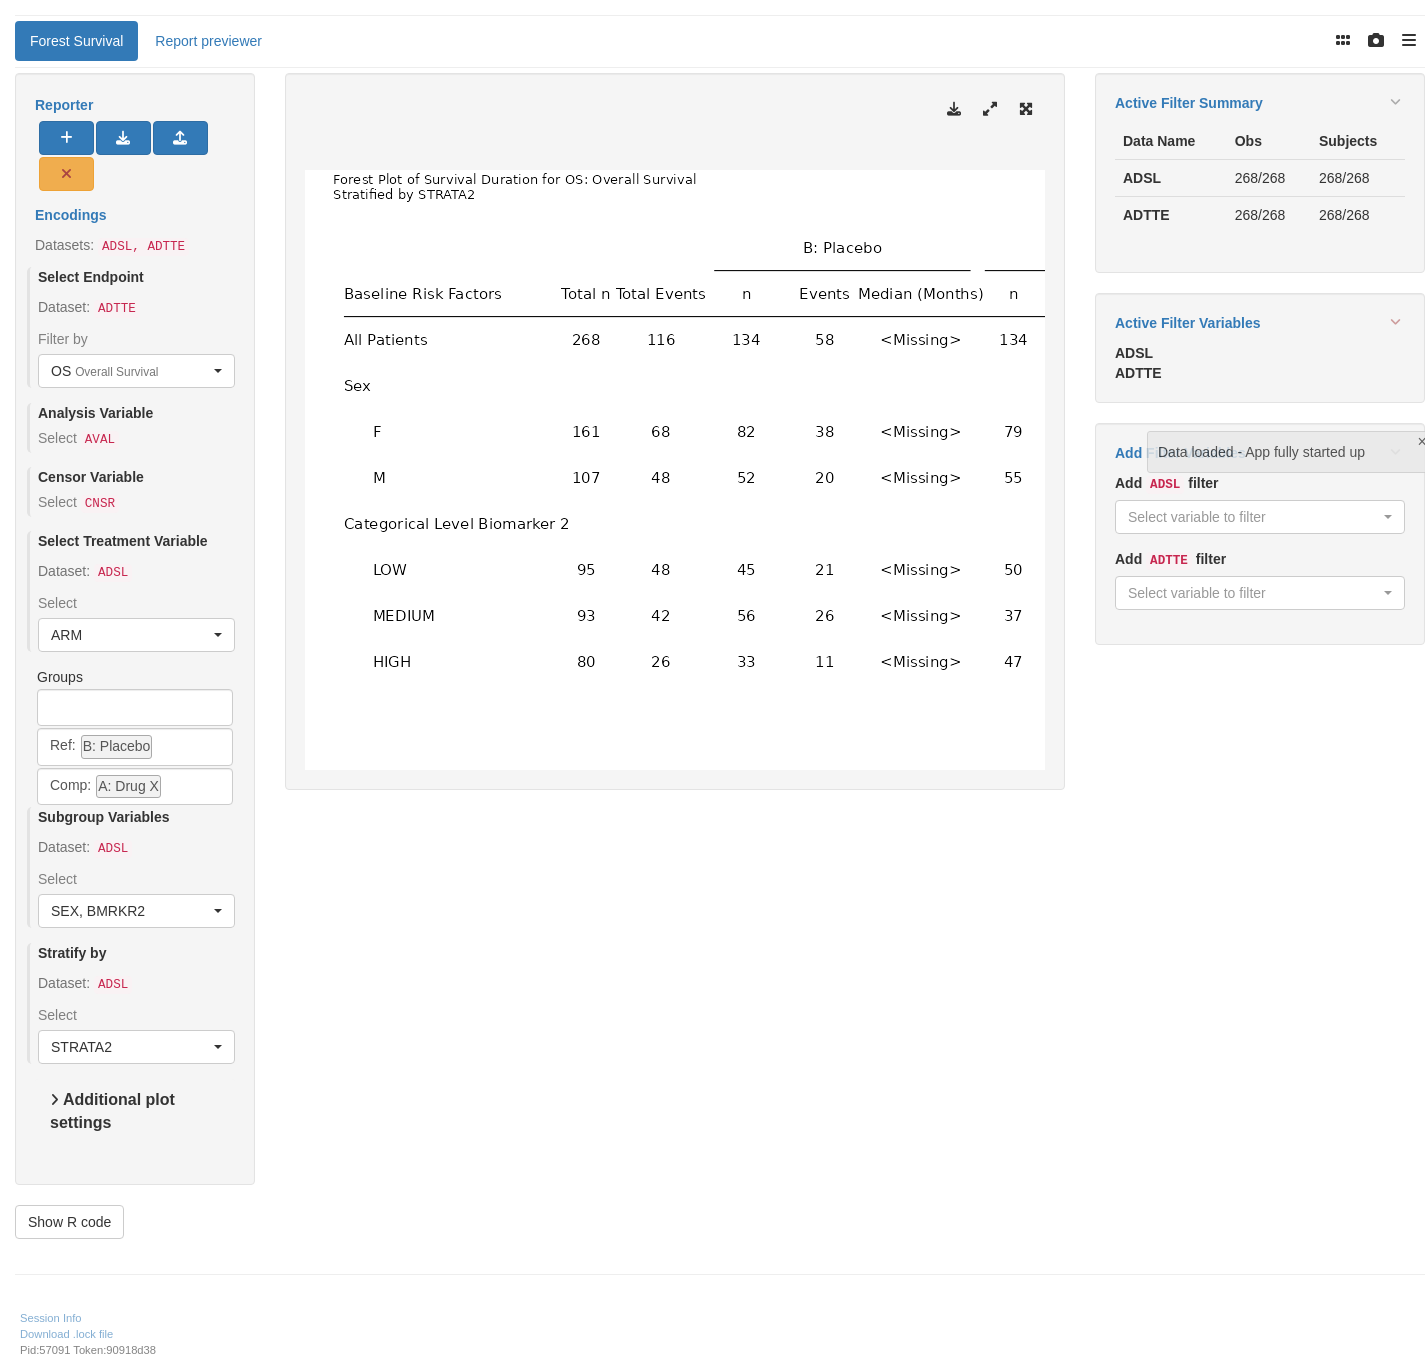 Forest Survival Report previewer
Reporter
Encodings
Datasets: ADSL, ADTTE
Select Endpoint
Dataset: ADTTE
Filter by
OS Overall Survival
Analysis Variable
Select AVAL
Censor Variable
Select CNSR
Select Treatment Variable
Dataset: ADSL
Select
ARM
Groups
Ref: B: Placebo
Comp: A: Drug X
Subgroup Variables
Dataset: ADSL
Select
SEX, BMRKR2
Stratify by
Dataset: ADSL
Select
STRATA2
Additional plot
settings
Show R code
Forest Plot of Survival Duration for OS: Overall Survival
Stratified by STRATA2
B: Placebo
Baseline Risk Factors Total n Total Events n Events Median (Months) n
All Patients 268 116 134 58 <Missing> 134
Sex
F 161 68 82 38 <Missing> 79
M 107 48 52 20 <Missing> 55
Categorical Level Biomarker 2
LOW 95 48 45 21 <Missing> 50
MEDIUM 93 42 56 26 <Missing> 37
HIGH 80 26 33 11 <Missing> 47
Active Filter Summary
Data Name Obs Subjects
ADSL 268/268 268/268
ADTTE 268/268 268/268
Active Filter Variables
ADSL
ADTTE
Add
Data loaded - App fully started up
×
Add ADSL filter
Select variable to filter
Add ADTTE filter
Select variable to filter
Session Info
Download .lock file
Pid:57091 Token:90918d38